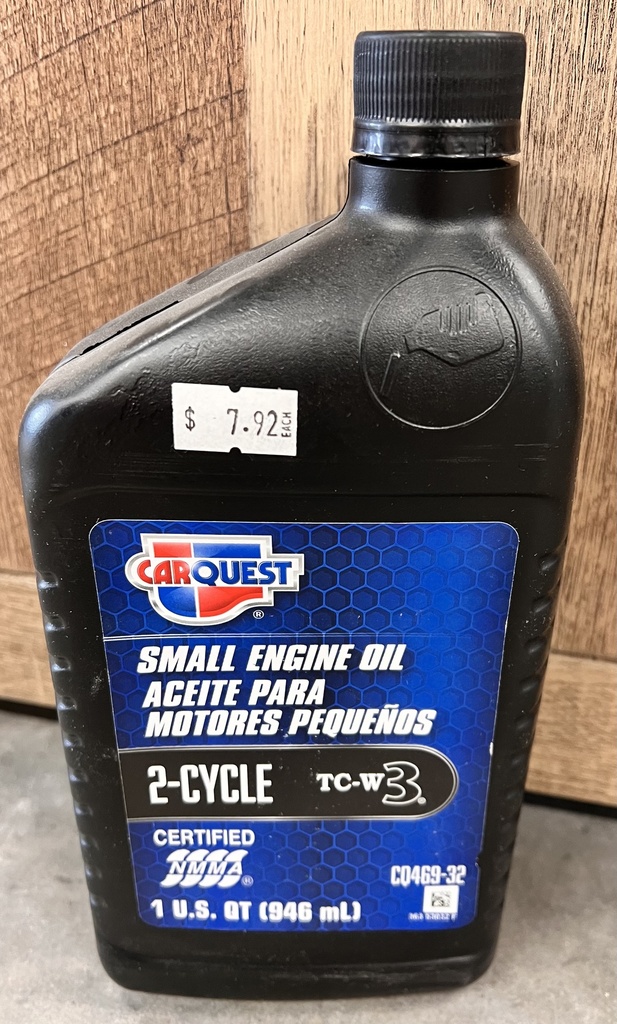 $ 7.92 EACH
CARQUEST®
SMALL ENGINE OIL
ACEITE PARA
MOTORES PEQUEÑOS
2-CYCLE TC-W3®
CERTIFIED
NMMA®
CQ469-32
1 U.S. QT (946 mL)